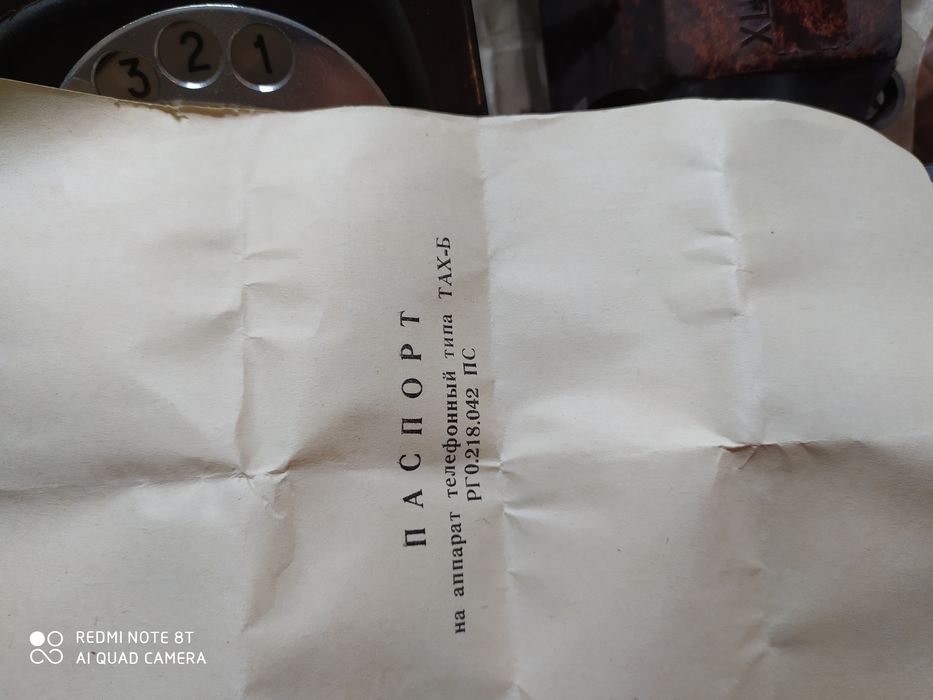 3 2 1
ПАСПОРТ
на аппарат телефонный типа ТАХ-Б
РГ0.218.042 ПС
REDMI NOTE 8T
AI QUAD CAMERA